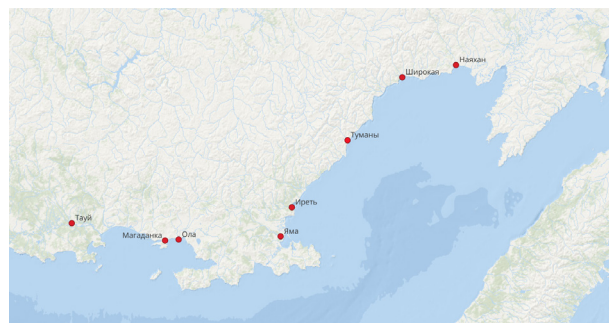 Наяхан
Широкая
Туманы
Иреть
Тауй
Магаданка
Ола
Яма